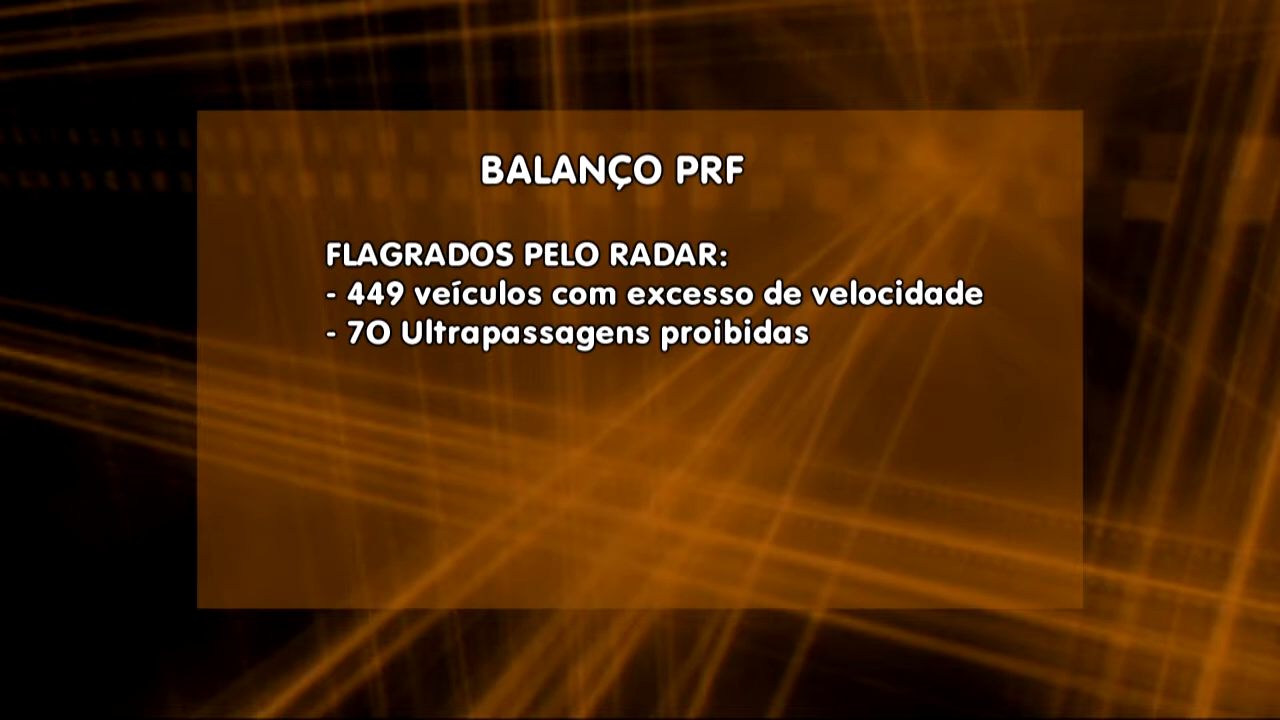 BALANÇO PRF
FLAGRADOS PELO RADAR:
- 449 veículos com excesso de velocidade
- 70 Ultrapassagens proibidas